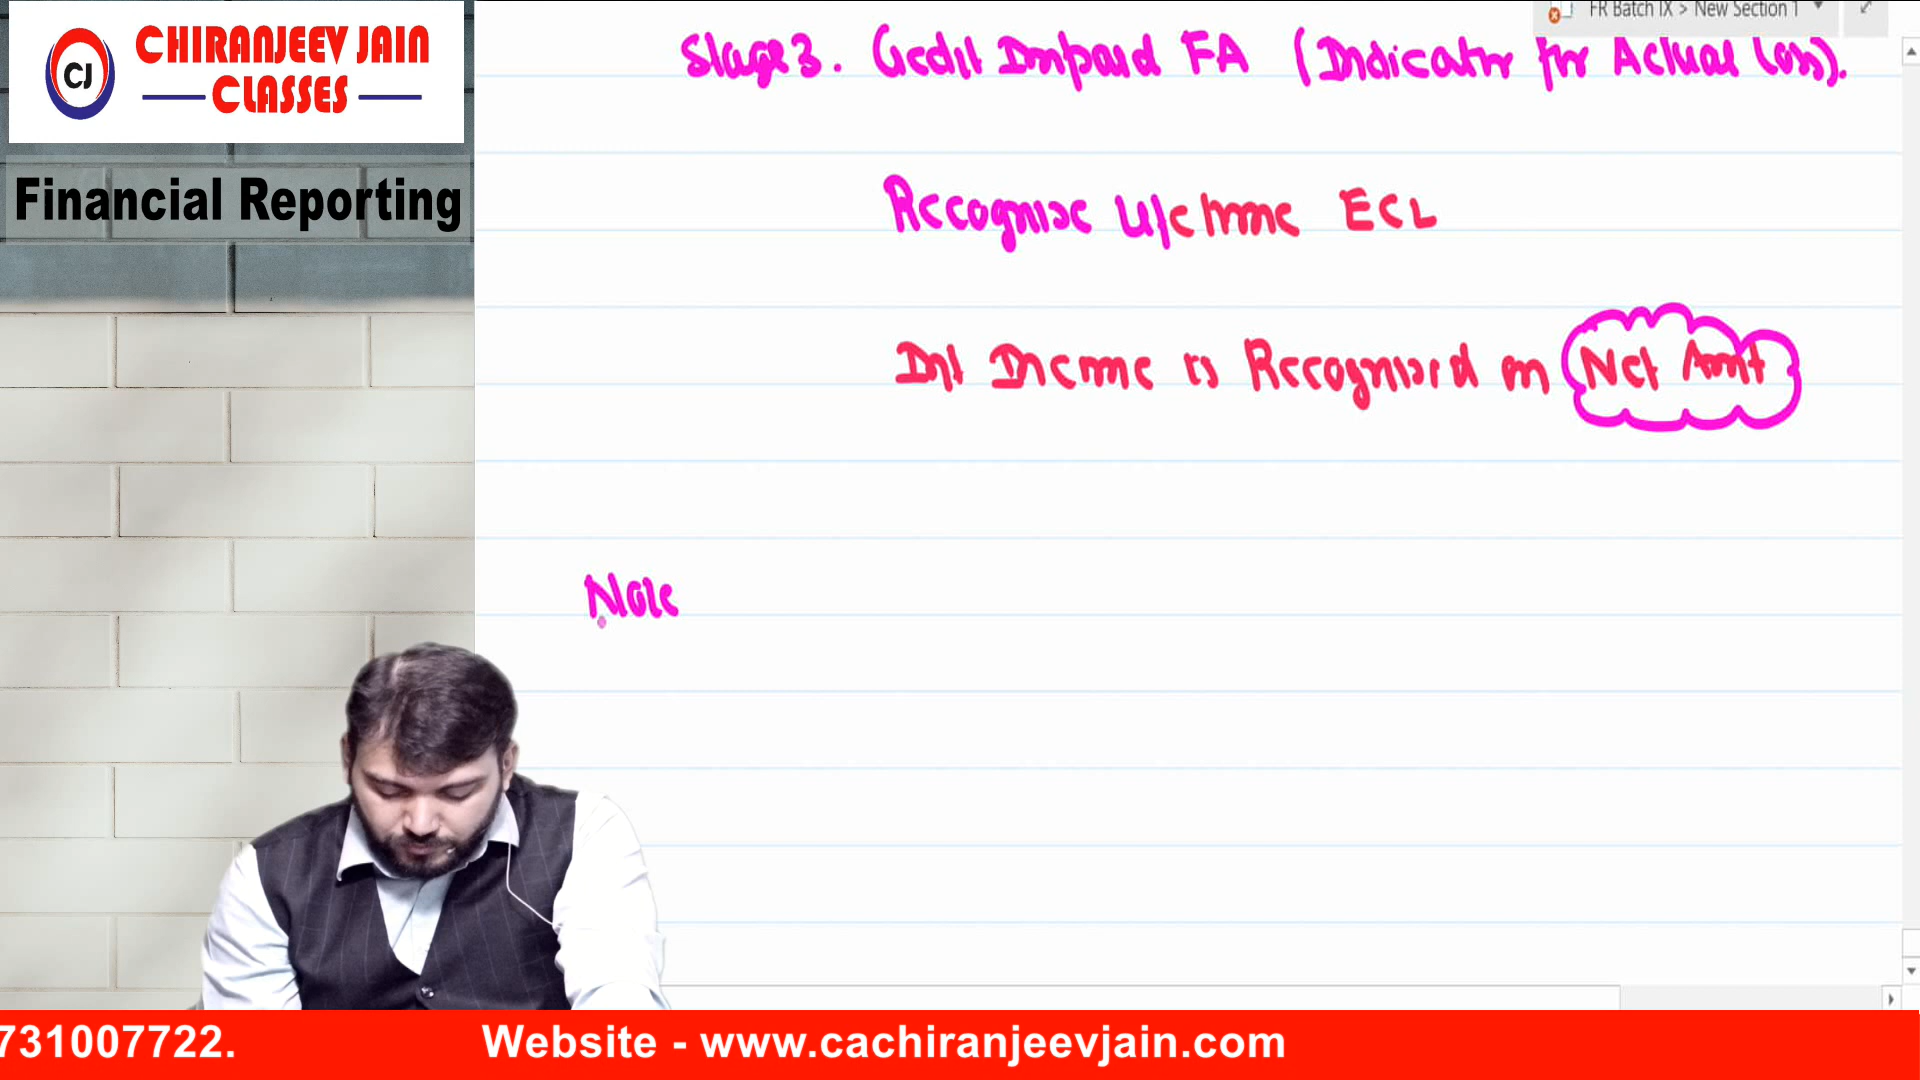 CHIRANJEEV JAIN
CLASSES
CJ
Financial Reporting
FR Batch IX > New Section 1
Stage 3. Credit Impaird FA (Indicator for Actual Loss).
Recognise Lifetime ECL
Int Income is Recognised on Net Amt
Note
731007722.
Website - www.cachiranjeevjain.com